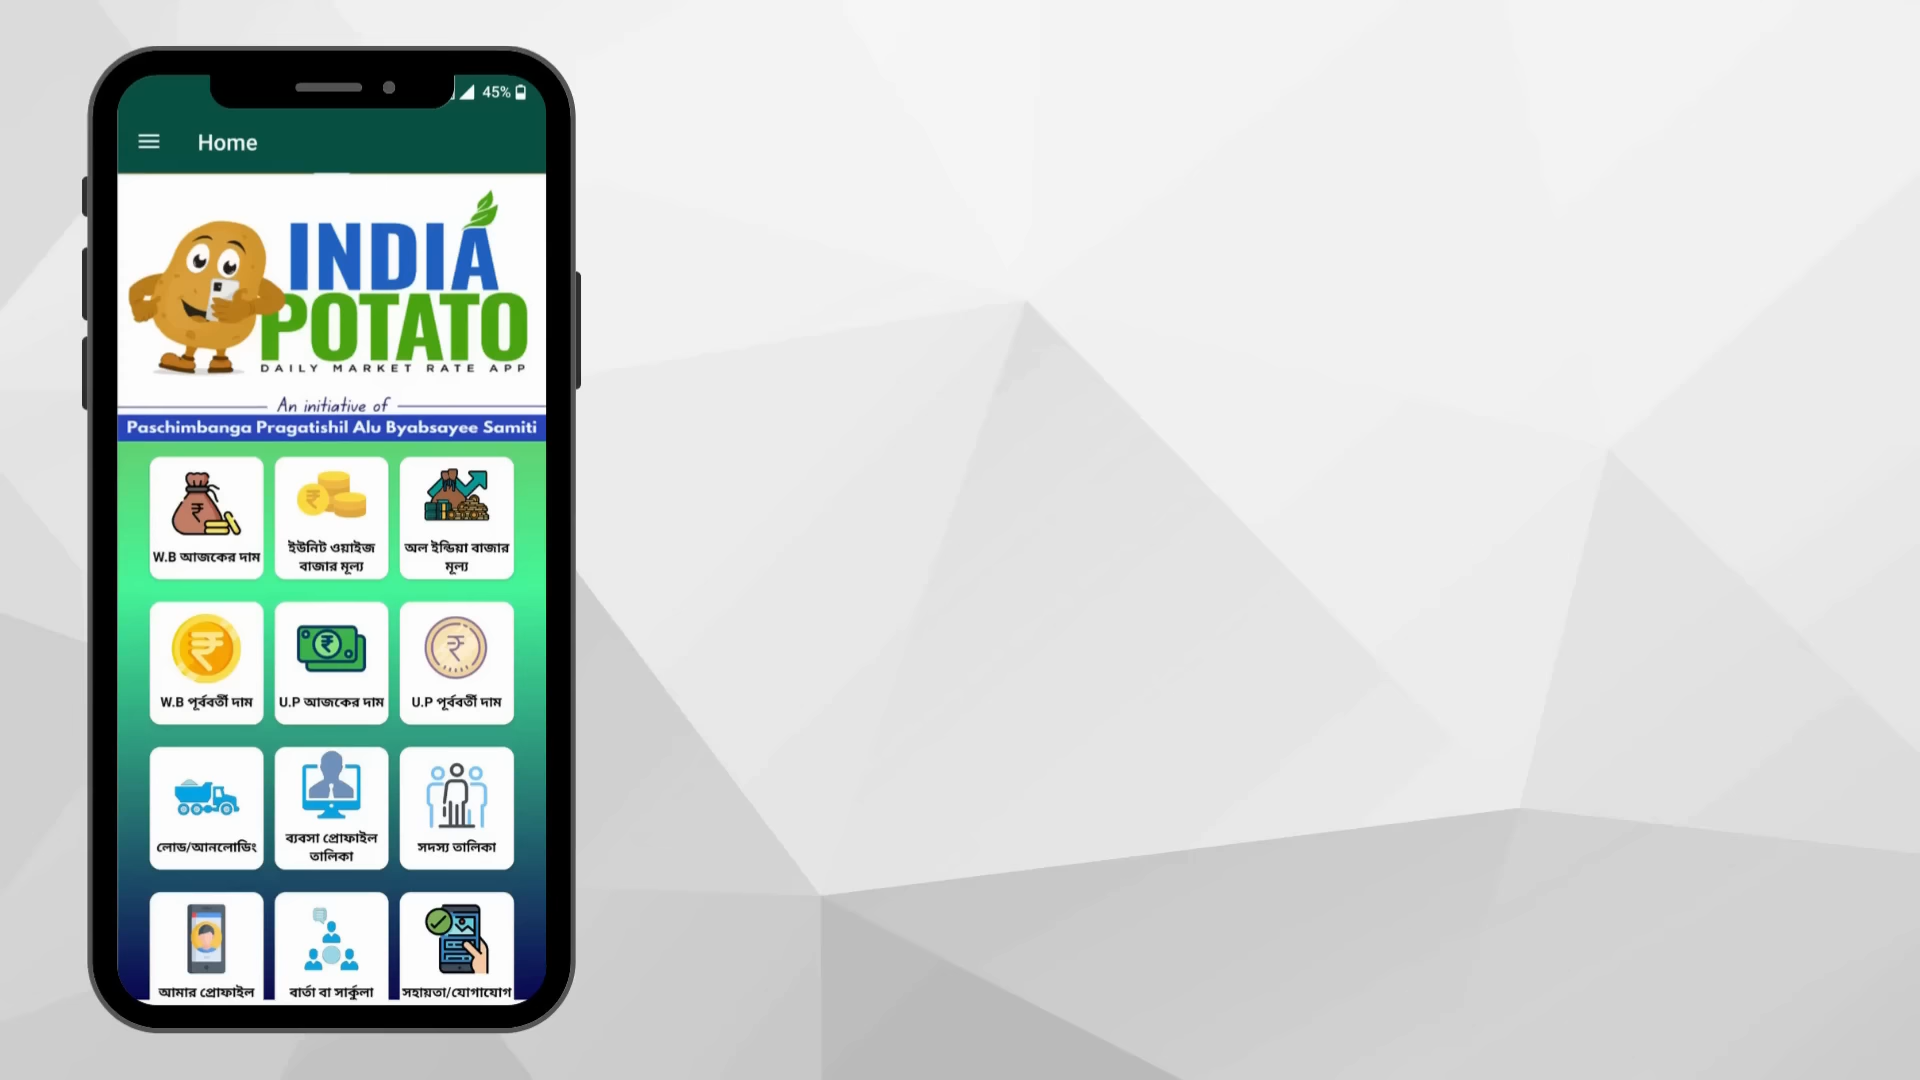 45%
Home
INDIA
POTATO
DAILY MARKET RATE APP
An initiative of
Paschimbanga Pragatishil Alu Byabsayee Samiti
W.B আজকের দাম
ইউনিট ওয়াইজ
বাজার মূল্য
অল ইন্ডিয়া বাজার
মূল্য
W.B পূর্ববর্তী দাম
U.P আজকের দাম
U.P পূর্ববর্তী দাম
লোড/আনলোডিং
ব্যবসা প্রোফাইল
তালিকা
সদস্য তালিকা
আমার প্রোফাইল
বার্তা বা সার্কুলা
সহায়তা/যোগাযোগ